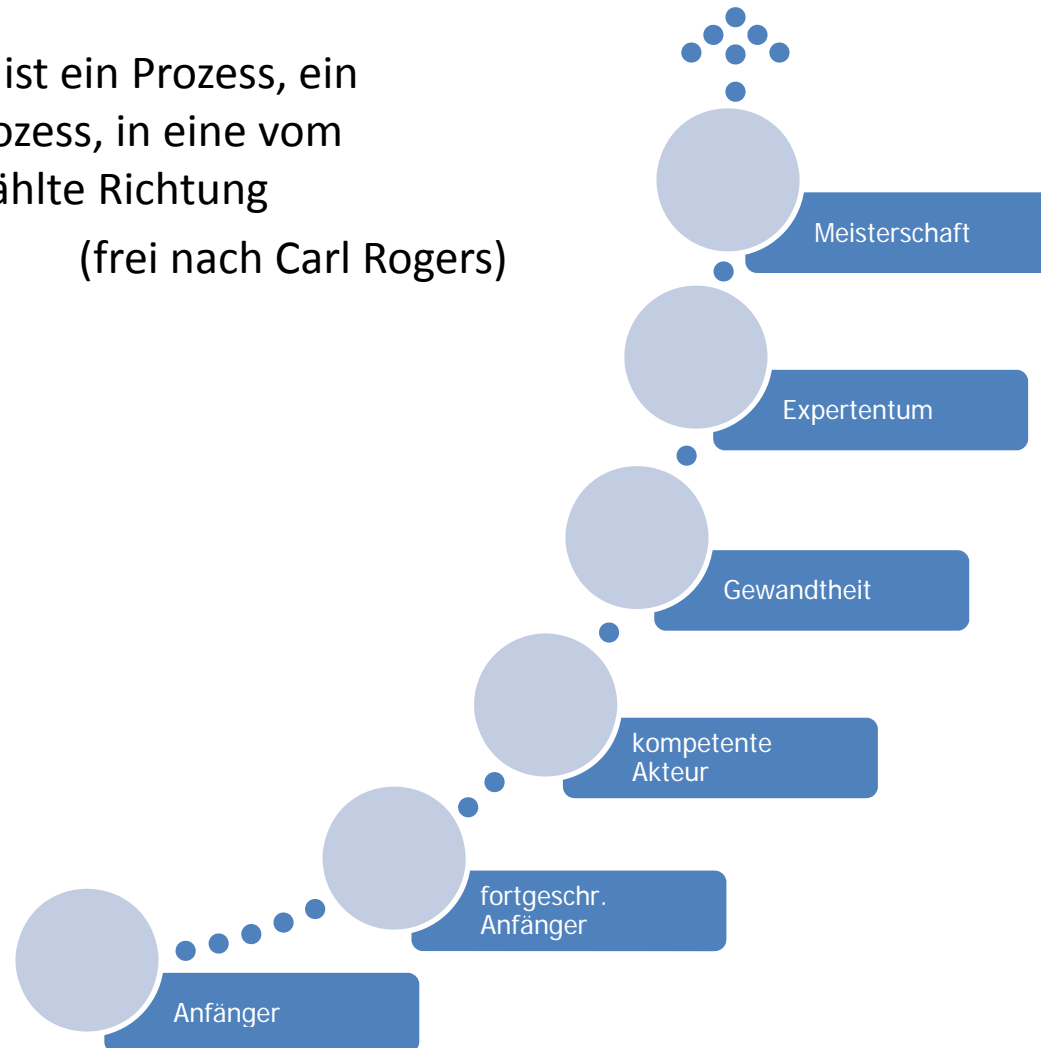 ist ein Prozess, ein
ozess, in eine vom
ählte Richtung
(frei nach Carl Rogers)
Meisterschaft
Expertentum
Gewandtheit
kompetente
Akteur
fortgeschr.
Anfänger
Anfänger